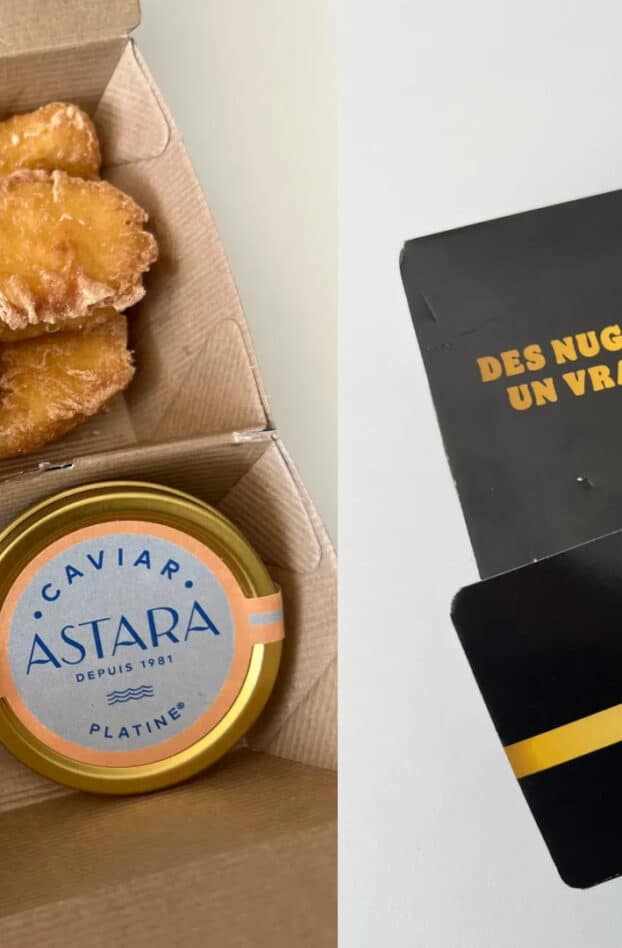 CAVIAR
ASTARA
DEPUIS 1981
PLATINE®
DES NUG
UN VRA